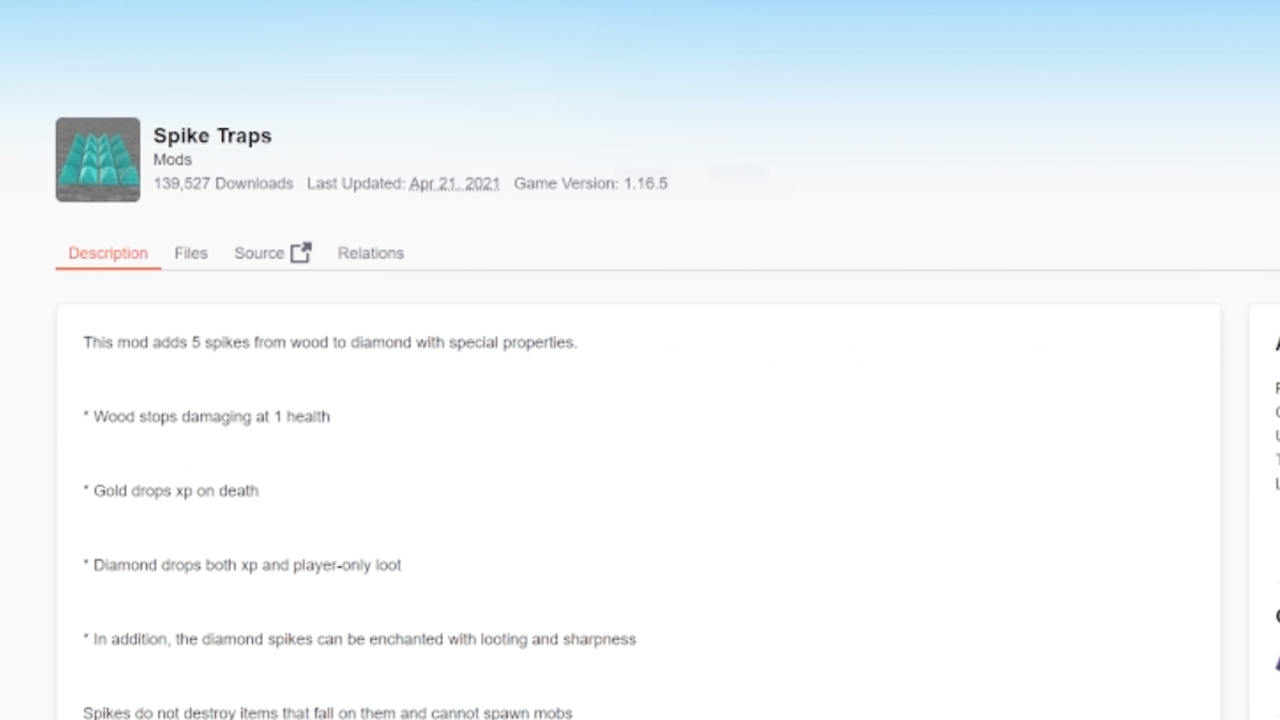 Spike Traps
Mods
139,527 Downloads Last Updated: Apr 21, 2021 Game Version: 1.16.5
Description Files Source Relations
This mod adds 5 spikes from wood to diamond with special properties.
* Wood stops damaging at 1 health
* Gold drops xp on death
* Diamond drops both xp and player-only loot
* In addition, the diamond spikes can be enchanted with looting and sharpness
Spikes do not destroy items that fall on them and cannot spawn mobs